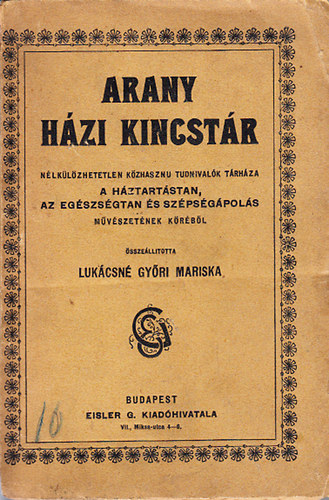 ARANY
HÁZI KINCSTÁR
NÉLKÜLÖZHETETLEN KÖZHASZNU TUDNIVALÓK TÁRHÁZA
A HÁZTARTÁSTAN,
AZ EGÉSZSÉGTAN ÉS SZÉPSÉGÁPOLÁS
MŰVÉSZETÉNEK KÖRÉBŐL
ÖSSZEÁLLITOTTA
LUKÁCSNÉ GYŐRI MARISKA
BUDAPEST
EISLER G. KIADÓHIVATALA
VII., Miksa-utca 4—6.
10